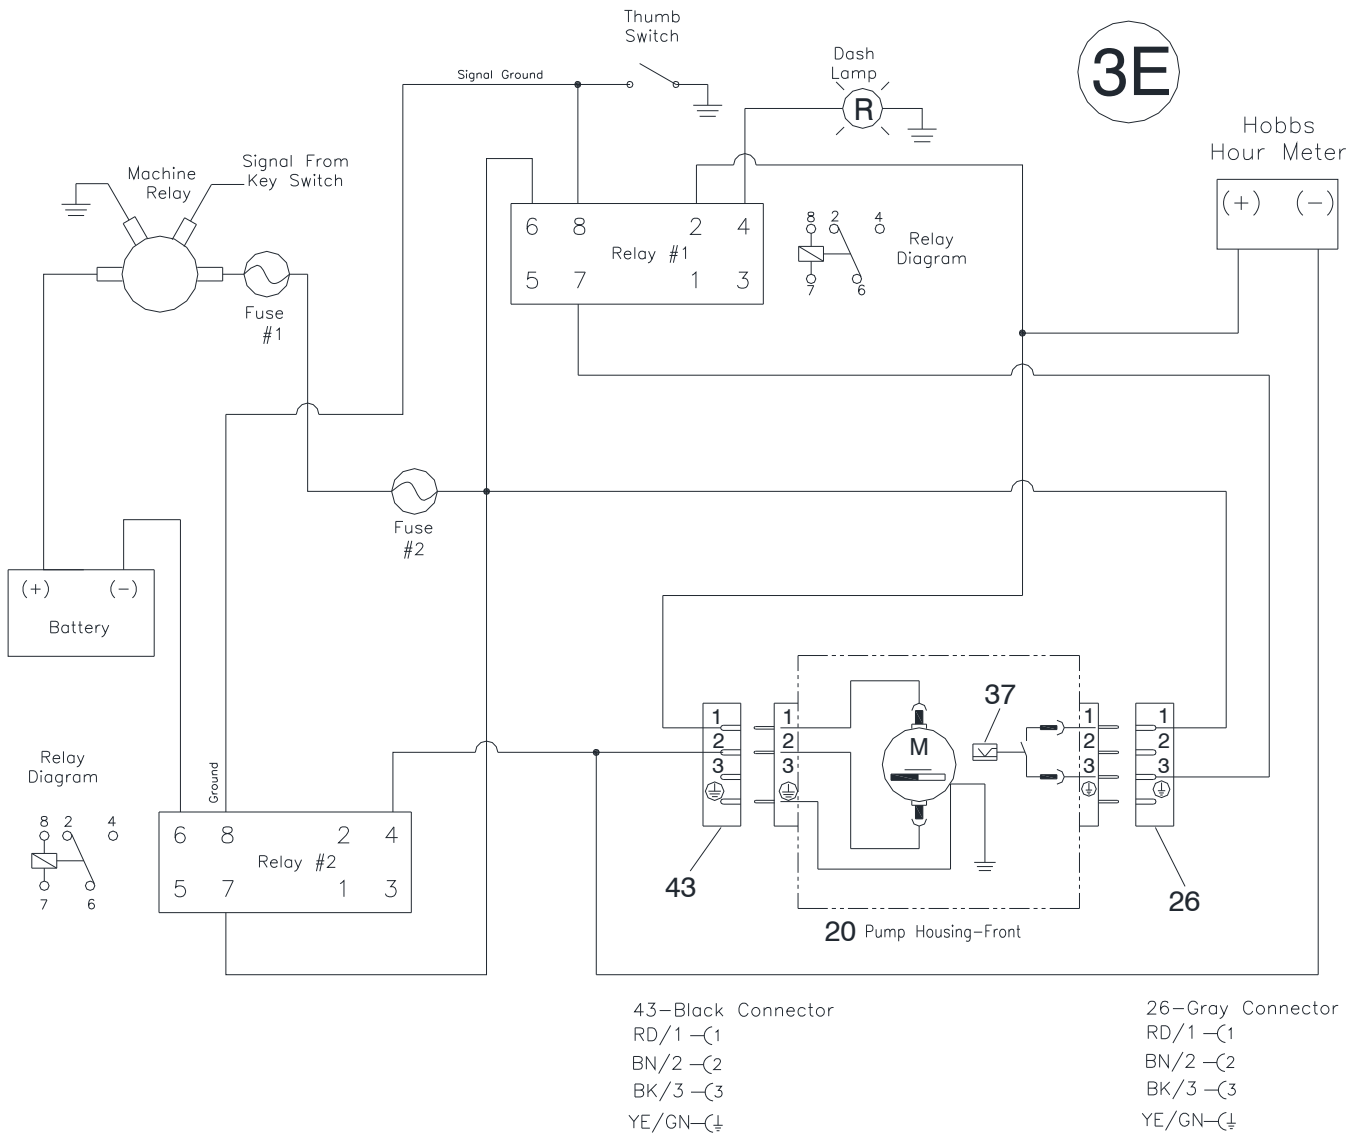 Thumb
Switch
3E
Signal Ground
Dash
Lamp
R
Hobbs
Hour Meter
(+) (-)
Machine
Relay
Signal From
Key Switch
Fuse
#1
6 8 2 4
Relay #1
5 7 1 3
8 2 4
7 6
Relay
Diagram
Fuse
#2
(+) (-)
Battery
Relay
Diagram
8 2 4
7 6
Ground
6 8 2 4
Relay #2
5 7 1 3
1
2
3
1
2
3
M
37
1
2
3
1
2
3
43
26
20 Pump Housing-Front
43-Black Connector
RD/1 1
BN/2 2
BK/3 3
YE/GN
26-Gray Connector
RD/1 1
BN/2 2
BK/3 3
YE/GN